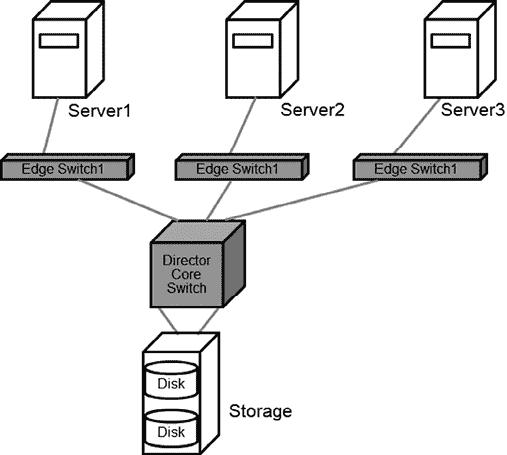 Server1
Server2
Server3
Edge Switch1
Edge Switch1
Edge Switch1
Director
Core
Switch
Disk
Disk
Storage